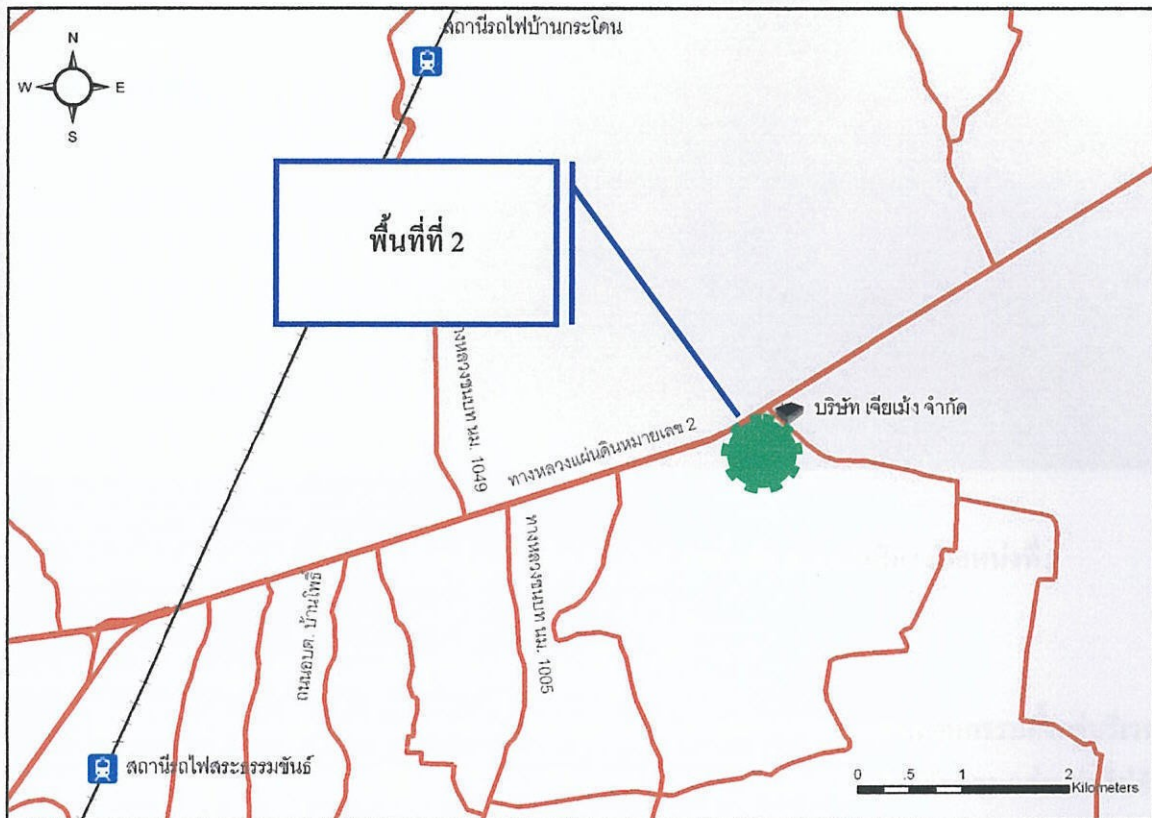 สถานีรถไฟบ้านกระโดน
N
W E
S
พื้นที่ที่ 2
ทางหลวงชนบท นม. 1049
ทางหลวงแผ่นดินหมายเลข 2
บริษัท เจียเม้ง จำกัด
ทางหลวงชนบท นม. 1005
ถนนอบต. บ้านโพธิ์
สถานีรถไฟสระธรรมขันธ์
0 .5 1 2
Kilometers